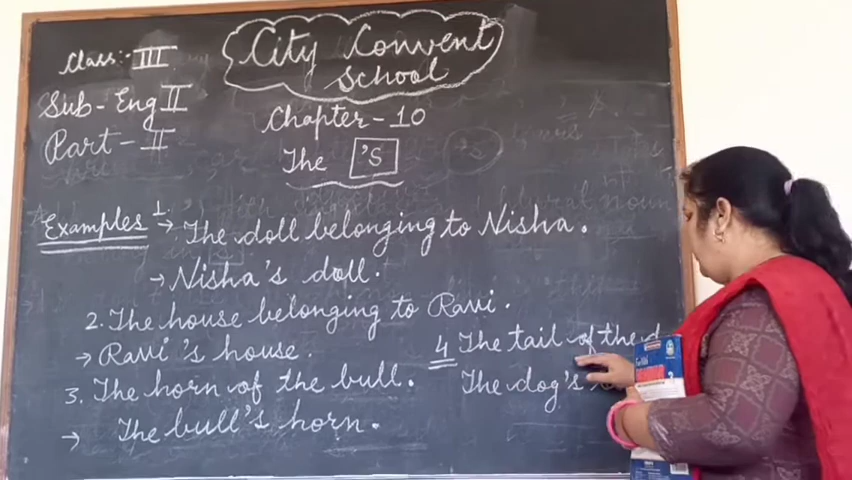 City Convent
School
Class:- III
Sub- Eng II
Part - II
Chapter - 10
The 's
Examples 1. → The doll belonging to Nisha.
→ Nisha's doll.
2. The house belonging to Ravi.
→ Ravi's house.
3. The horn of the bull.
→ The bull's horn.
4 The tail of the d
The dog's